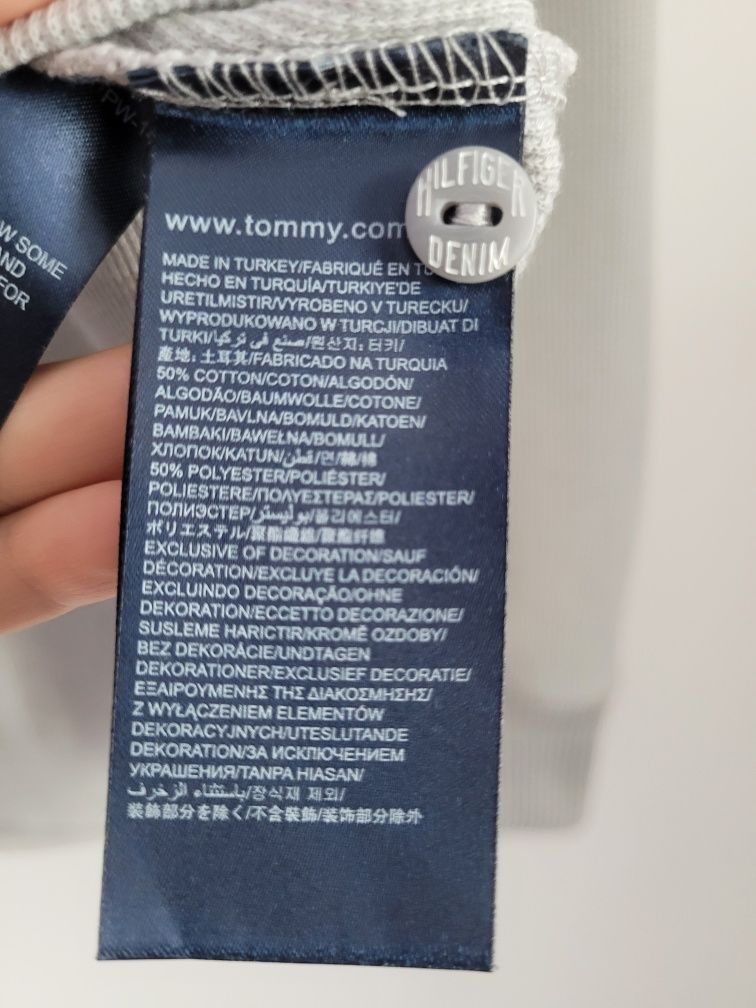 PW-1
W SOME
AND
FOR
HILFIGER
DENIM
www.tommy.com
MADE IN TURKEY/FABRIQUÉ EN TU
HECHO EN TURQUÍA/TURKIYE'DE
URETILMISTIR/VYROBENO V TURECKU/
WYPRODUKOWANO W TURCJI/DIBUAT DI
TURKI/صنع في تركيا/원산지: 터키/
產地: 土耳其/FABRICADO NA TURQUIA
50% COTTON/COTON/ALGODÓN/
ALGODÃO/BAUMWOLLE/COTONE/
PAMUK/BAVLNA/BOMULD/KATOEN/
BAMBAKI/BAWEŁNA/BOMULL/
ХЛОПОК/KATUN/قطن/면/綿/棉
50% POLYESTER/POLIÉSTER/
POLIESTERE/ΠΟΛΥΕΣΤΕΡΑΣ/POLIESTER/
ПОЛИЭСТЕР/بوليستر/폴리에스터/
ポリエステル/聚酯纖維/聚酯纤维
EXCLUSIVE OF DECORATION/SAUF
DÉCORATION/EXCLUYE LA DECORACIÓN/
EXCLUINDO DECORAÇÃO/OHNE
DEKORATION/ECCETTO DECORAZIONE/
SUSLEME HARICTIR/KROMĚ OZDOBY/
BEZ DEKORÁCIE/UNDTAGEN
DEKORATIONER/EXCLUSIEF DECORATIE/
ΕΞΑΙΡΟΥΜΕΝΗΣ ΤΗΣ ΔΙΑΚΟΣΜΗΣΗΣ/
Z WYŁĄCZENIEM ELEMENTÓW
DEKORACYJNYCH/UTESLUTANDE
DEKORATION/ЗА ИСКЛЮЧЕНИЕМ
УКРАШЕНИЯ/TANPA HIASAN/
باستثناء الزخرف/장식재 제외/
装飾部分を除く/不含裝飾/装饰部分除外